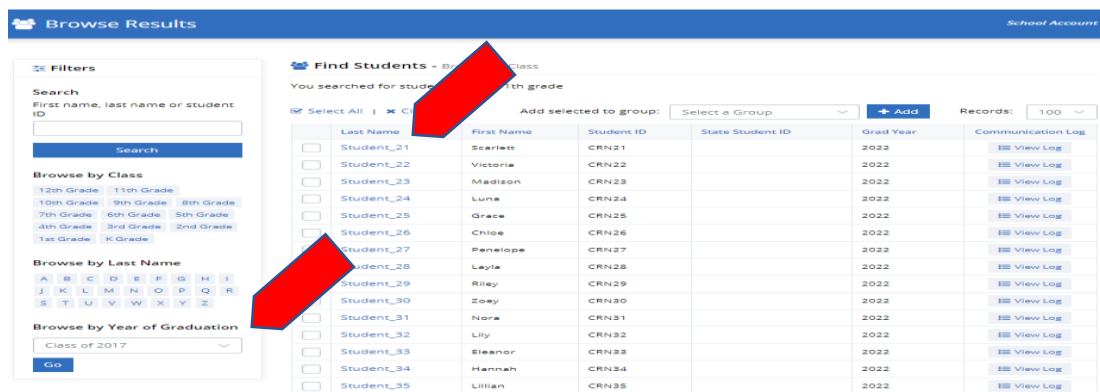 Browse Results
School Account
Filters
Search
First name, last name or student
ID
Search
Browse by Class
12th Grade 11th Grade
10th Grade 9th Grade 8th Grade
7th Grade 6th Grade 5th Grade
4th Grade 3rd Grade 2nd Grade
1st Grade K Grade
Browse by Last Name
A B C D E F G H I
J K L M N O P Q R
S T U V W X Y Z
Browse by Year of Graduation
Class of 2017
Go
Find Students - Class
You searched for grade
Select All | Add selected to group: Select a Group + Add Records: 100
Last Name First Name Student ID State Student ID Grad Year Communication Log
Student_21 Scarlett CRN21 2022 View Log
Student_22 Victoria CRN22 2022 View Log
Student_23 Madison CRN23 2022 View Log
Student_24 Luna CRN24 2022 View Log
Student_25 Grace CRN25 2022 View Log
Student_26 Chloe CRN26 2022 View Log
Student_27 Penelope CRN27 2022 View Log
Student_28 Layla CRN28 2022 View Log
Student_29 Riley CRN29 2022 View Log
Student_30 Zoey CRN30 2022 View Log
Student_31 Nora CRN31 2022 View Log
Student_32 Lily CRN32 2022 View Log
Student_33 Eleanor CRN33 2022 View Log
Student_34 Hannah CRN34 2022 View Log
Student_35 Lillian CRN35 2022 View Log